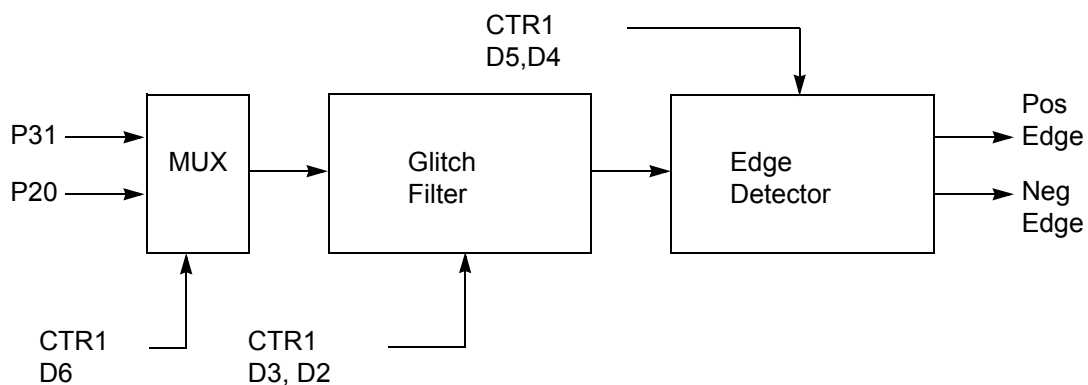 CTR1
D5,D4
P31
P20
MUX
Glitch
Filter
Edge
Detector
Pos
Edge
Neg
Edge
CTR1
D6
CTR1
D3, D2